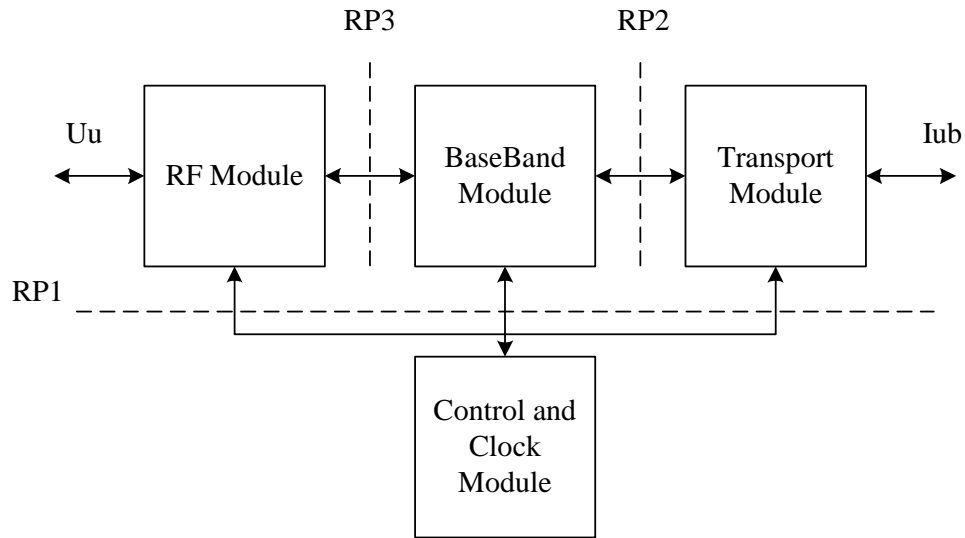 RP3
RP2
Uu
RF Module
BaseBand
Module
Transport
Module
Iub
RP1
Control and
Clock
Module